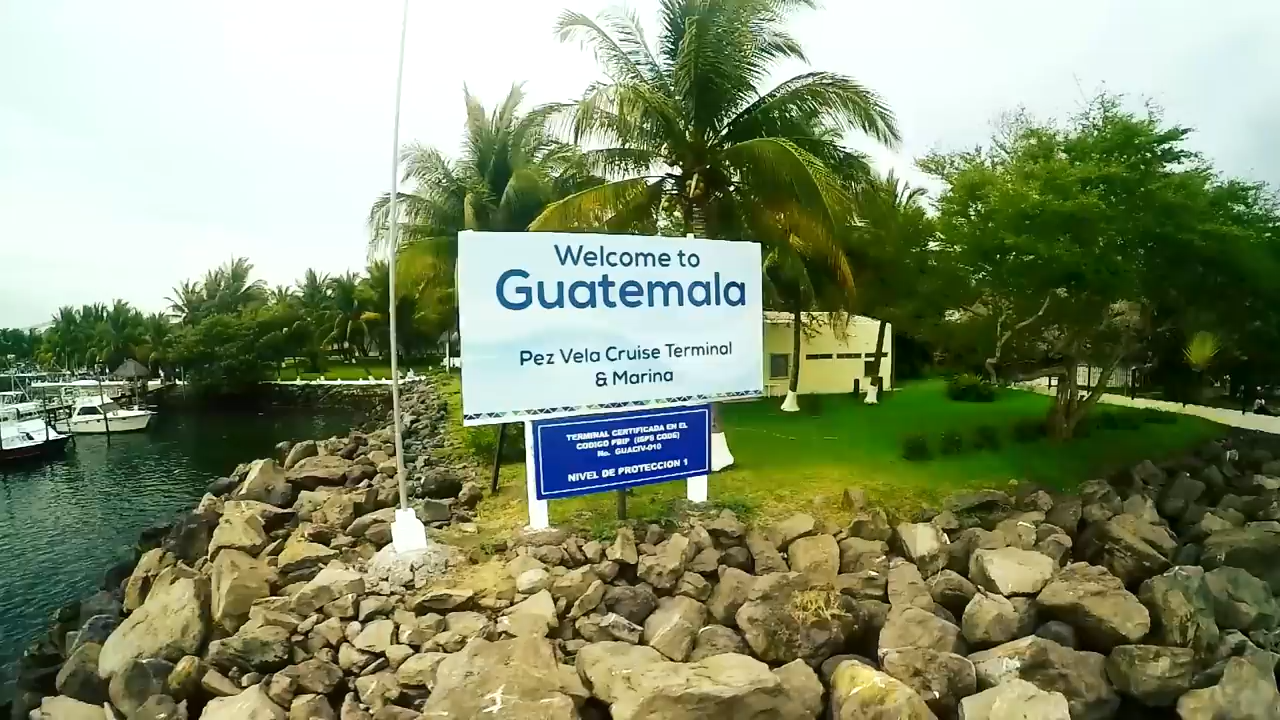 Welcome to
Guatemala
Pez Vela Cruise Terminal
& Marina
TERMINAL CERTIFICADA EN EL
CODIGO PBIP (ISPS CODE)
No. GUACIV-010
NIVEL DE PROTECCION 1